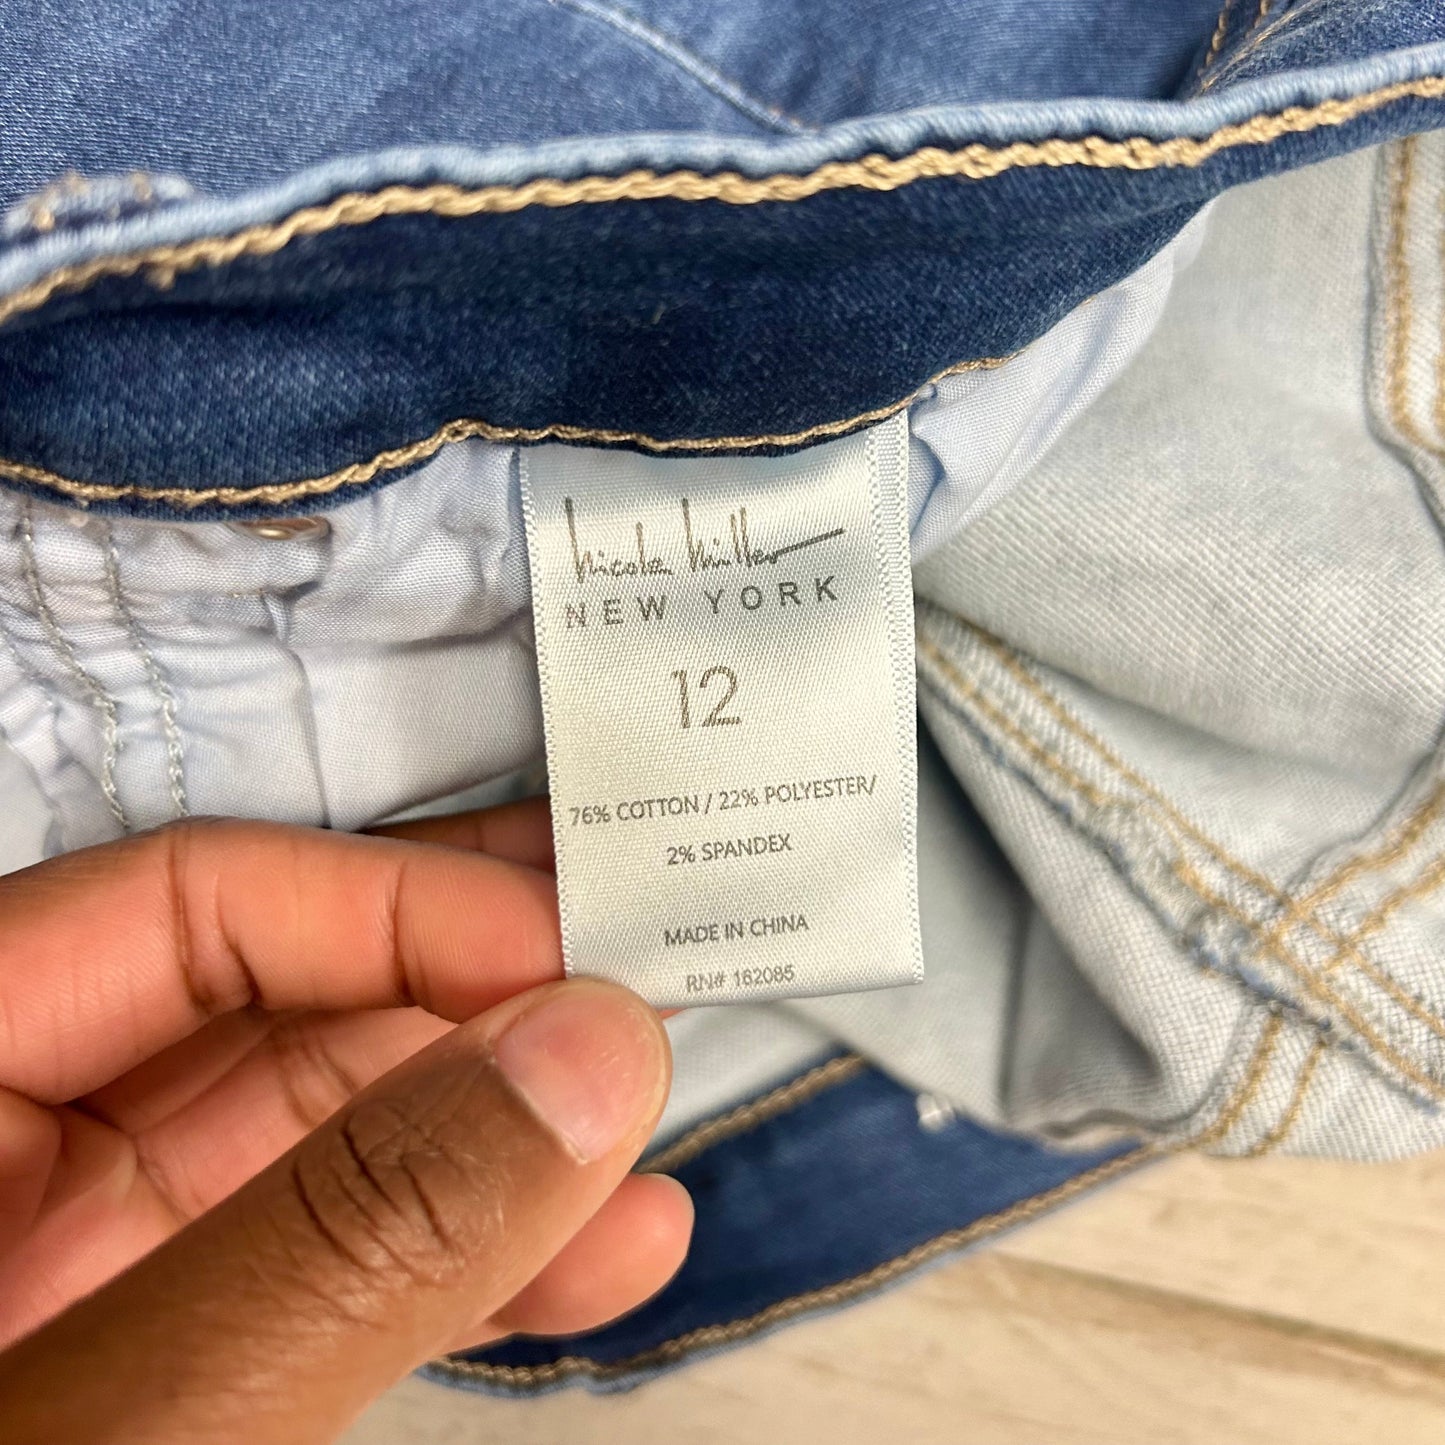 Nicole Miller
NEW YORK
12
76% COTTON / 22% POLYESTER/
2% SPANDEX
MADE IN CHINA
RN# 162085